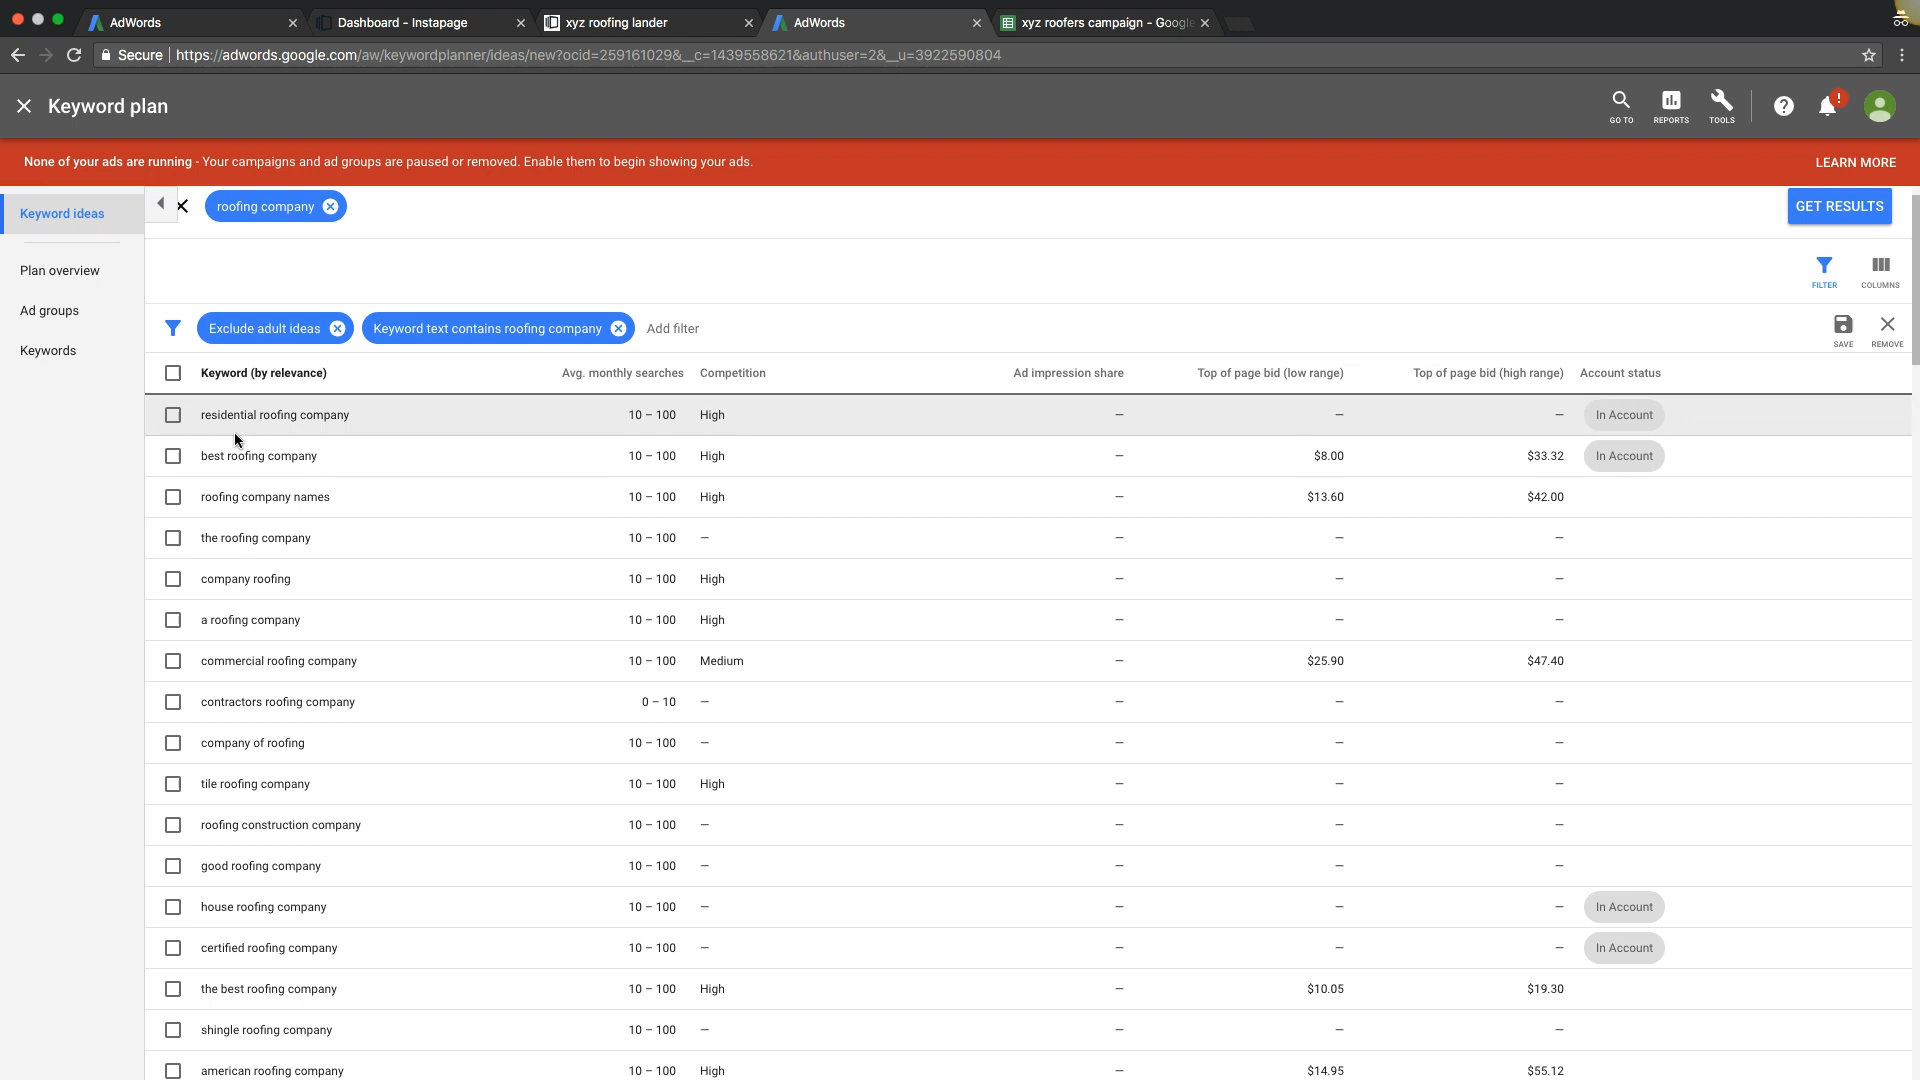 AdWords
Dashboard - Instapage
xyz roofing lander
AdWords
xyz roofers campaign - Google
Secure
https://adwords.google.com/aw/keywordplanner/ideas/new?ocid=259161029&__c=1439558621&authuser=2&__u=3922590804
Keyword plan
GO TO
REPORTS
TOOLS
None of your ads are running - Your campaigns and ad groups are paused or removed. Enable them to begin showing your ads.
LEARN MORE
Keyword ideas
Plan overview
Ad groups
Keywords
roofing company
GET RESULTS
FILTER
COLUMNS
Exclude adult ideas
Keyword text contains roofing company
Add filter
SAVE
REMOVE
Keyword (by relevance) Avg. monthly searches Competition Ad impression share Top of page bid (low range) Top of page bid (high range) Account status
residential roofing company 10 – 100 High – – – In Account
best roofing company 10 – 100 High – $8.00 $33.32 In Account
roofing company names 10 – 100 High – $13.60 $42.00
the roofing company 10 – 100 – – – –
company roofing 10 – 100 High – – –
a roofing company 10 – 100 High – – –
commercial roofing company 10 – 100 Medium – $25.90 $47.40
contractors roofing company 0 – 10 – – – –
company of roofing 10 – 100 – – – –
tile roofing company 10 – 100 High – – –
roofing construction company 10 – 100 – – – –
good roofing company 10 – 100 – – – –
house roofing company 10 – 100 – – – – In Account
certified roofing company 10 – 100 – – – – In Account
the best roofing company 10 – 100 High – $10.05 $19.30
shingle roofing company 10 – 100 – – – –
american roofing company 10 – 100 High – $14.95 $55.12